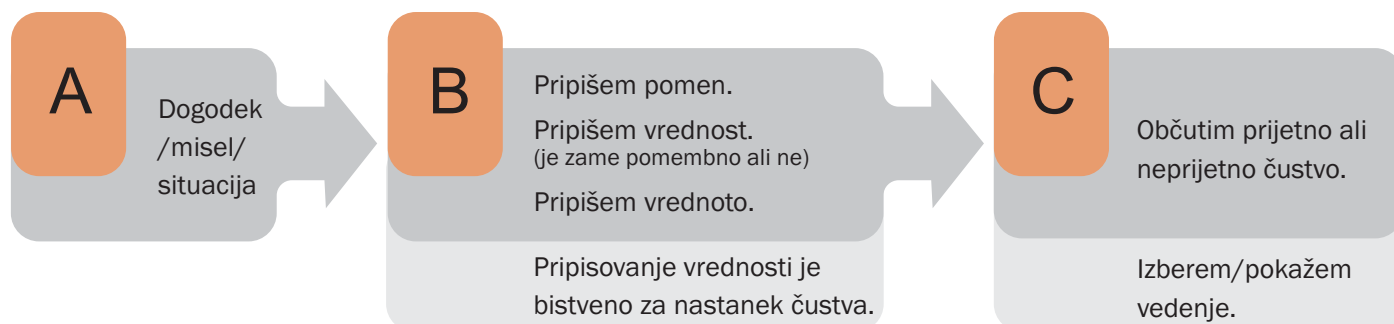 A
Dogodek
/misel/
situacija
B
Pripišem pomen.
Pripišem vrednost.
(je zame pomembno ali ne)
Pripišem vrednoto.
Pripisovanje vrednosti je
bistveno za nastanek čustva.
C
Občutim prijetno ali
neprijetno čustvo.
Izberem/pokažem
vedenje.